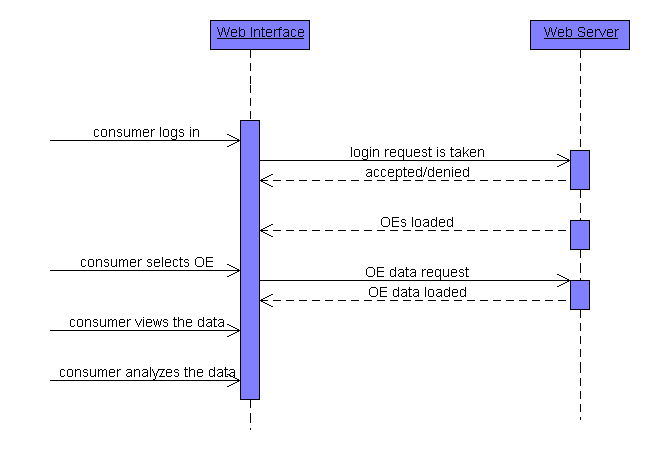 Web Interface
Web Server
consumer logs in
login request is taken
accepted/denied
OEs loaded
consumer selects OE
OE data request
OE data loaded
consumer views the data
consumer analyzes the data